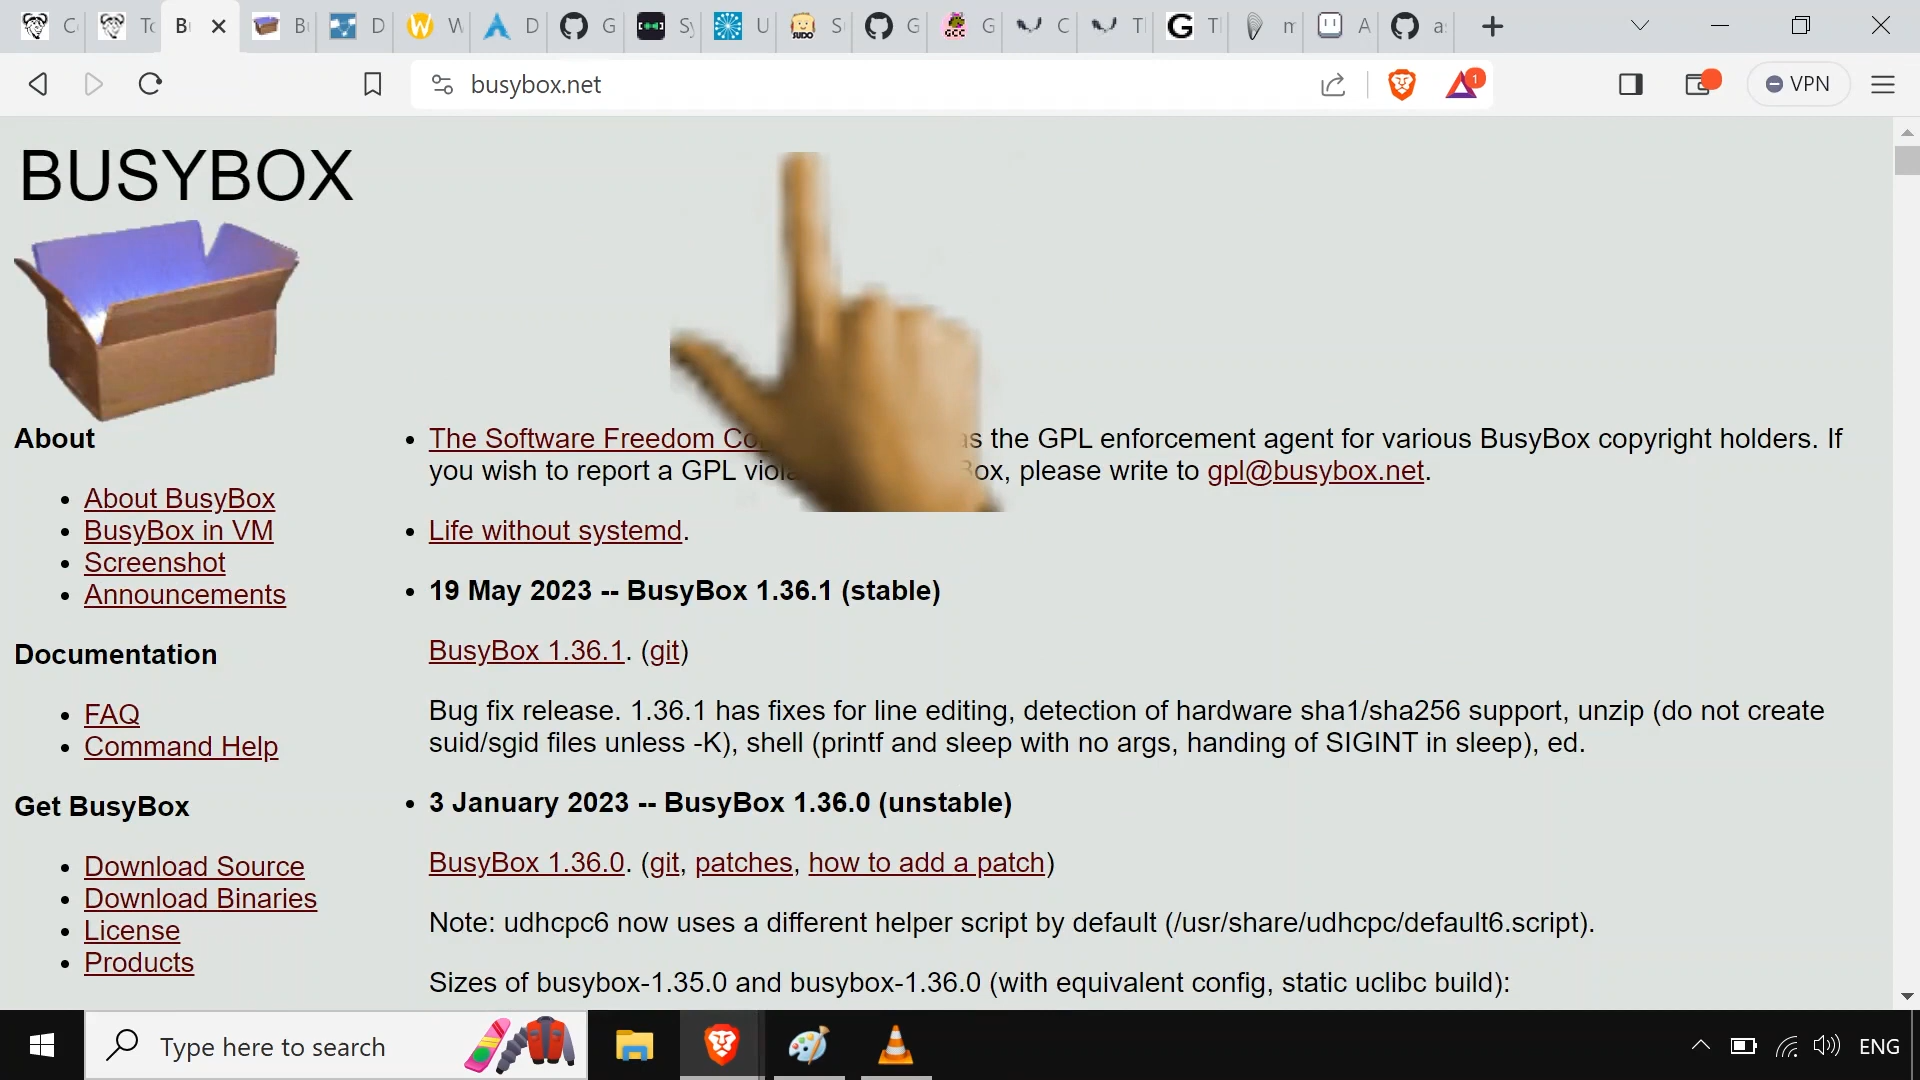 C
To
B
B
D
W
D
G
Sy
U
SUDO
S
G
GCC
G
C
T
G
T
m
A
a
busybox.net
1
VPN
BUSYBOX
About
About BusyBox
BusyBox in VM
Screenshot
Announcements
Documentation
FAQ
Command Help
Get BusyBox
Download Source
Download Binaries
License
Products
The Software Freedom Co as the GPL enforcement agent for various BusyBox copyright holders. If
you wish to report a GPL Box, please write to gpl@busybox.net.
Life without systemd.
19 May 2023 -- BusyBox 1.36.1 (stable)
BusyBox 1.36.1. (git)
Bug fix release. 1.36.1 has fixes for line editing, detection of hardware sha1/sha256 support, unzip (do not create
suid/sgid files unless -K), shell (printf and sleep with no args, handing of SIGINT in sleep), ed.
3 January 2023 -- BusyBox 1.36.0 (unstable)
BusyBox 1.36.0. (git, patches, how to add a patch)
Note: udhcpc6 now uses a different helper script by default (/usr/share/udhcpc/default6.script).
Sizes of busybox-1.35.0 and busybox-1.36.0 (with equivalent config, static uclibc build):
Type here to search
ENG